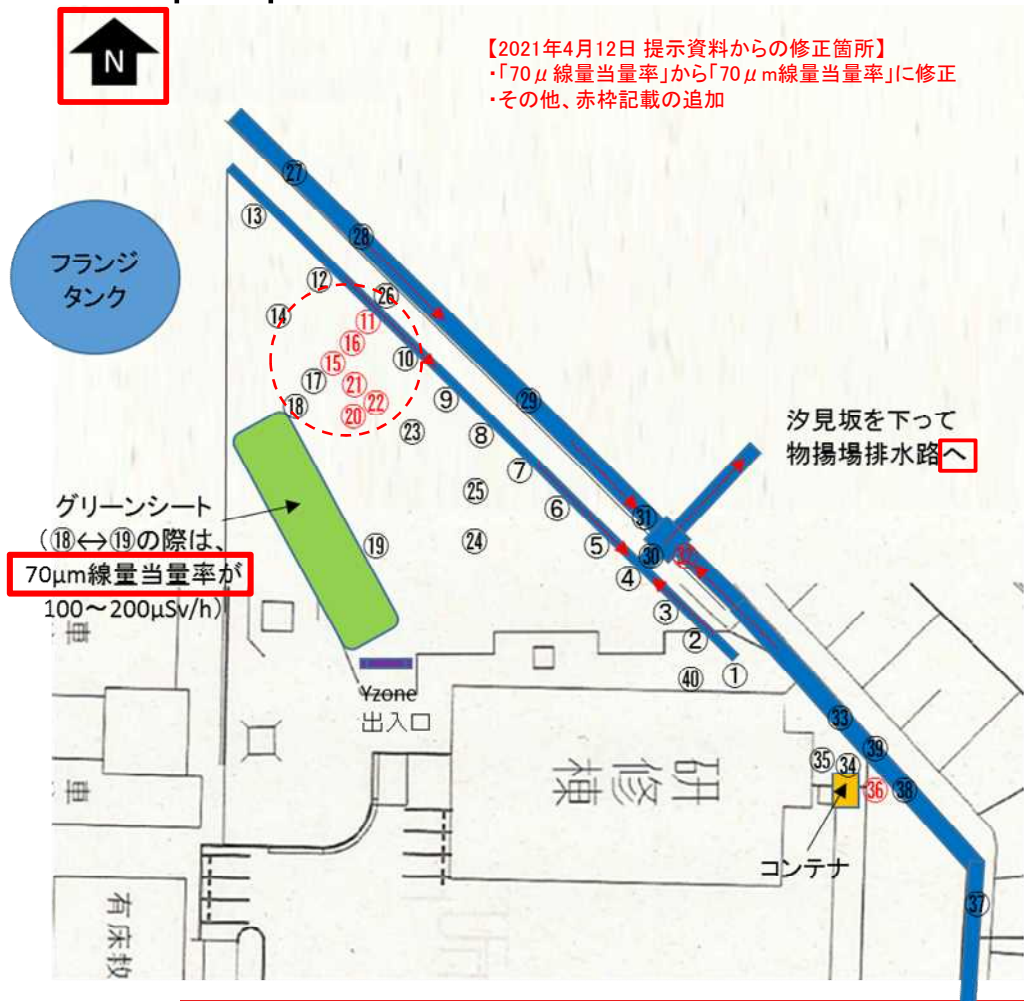 N
【2021年4月12日 提示資料からの修正箇所】
・「70μ線量当量率」から「70μm線量当量率」に修正
・その他、赤枠記載の追加
㉗
⑬
㉘
フランジ
タンク
⑫
㉖
⑭
⑪
⑯
⑩
⑮
⑰
㉑
⑨
㉙
⑱
㉒
⑳
㉓
⑧
汐見坂を下って
物揚場排水路へ
⑦
㉕
⑥
グリーンシート
(⑱↔⑲の際は、
70μm線量当量率が
100～200μSv/h)
㉛
⑲
㉔
⑤
㉚
㉜
④
③
②
①
㊵
車
Yzone
出入口
㉝
㊴
研修
棟
㉟
㉞
㊱
㊳
車
コンテナ
㊲
有床救